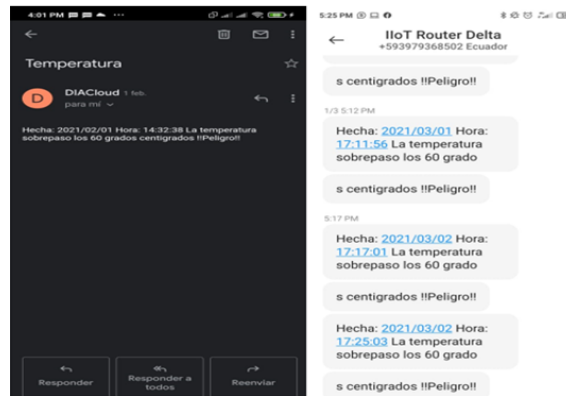 4:01 PM
Temperatura
D
DIACloud 1 feb.
para mí
Hecha: 2021/02/01 Hora: 14:32:38 La temperatura
sobrepaso los 60 grados centigrados !!Peligro!!
Responder
Responder a
todos
Reenviar
5:25 PM
IIoT Router Delta
+593979368502 Ecuador
s centigrados !!Peligro!!
1/3 5:12 PM
Hecha: 2021/03/01 Hora:
17:11:56 La temperatura
sobrepaso los 60 grado
s centigrados !!Peligro!!
5:17 PM
Hecha: 2021/03/02 Hora:
17:17:01 La temperatura
sobrepaso los 60 grado
s centigrados !!Peligro!!
Hecha: 2021/03/02 Hora:
17:25:03 La temperatura
sobrepaso los 60 grado
s centigrados !!Peligro!!